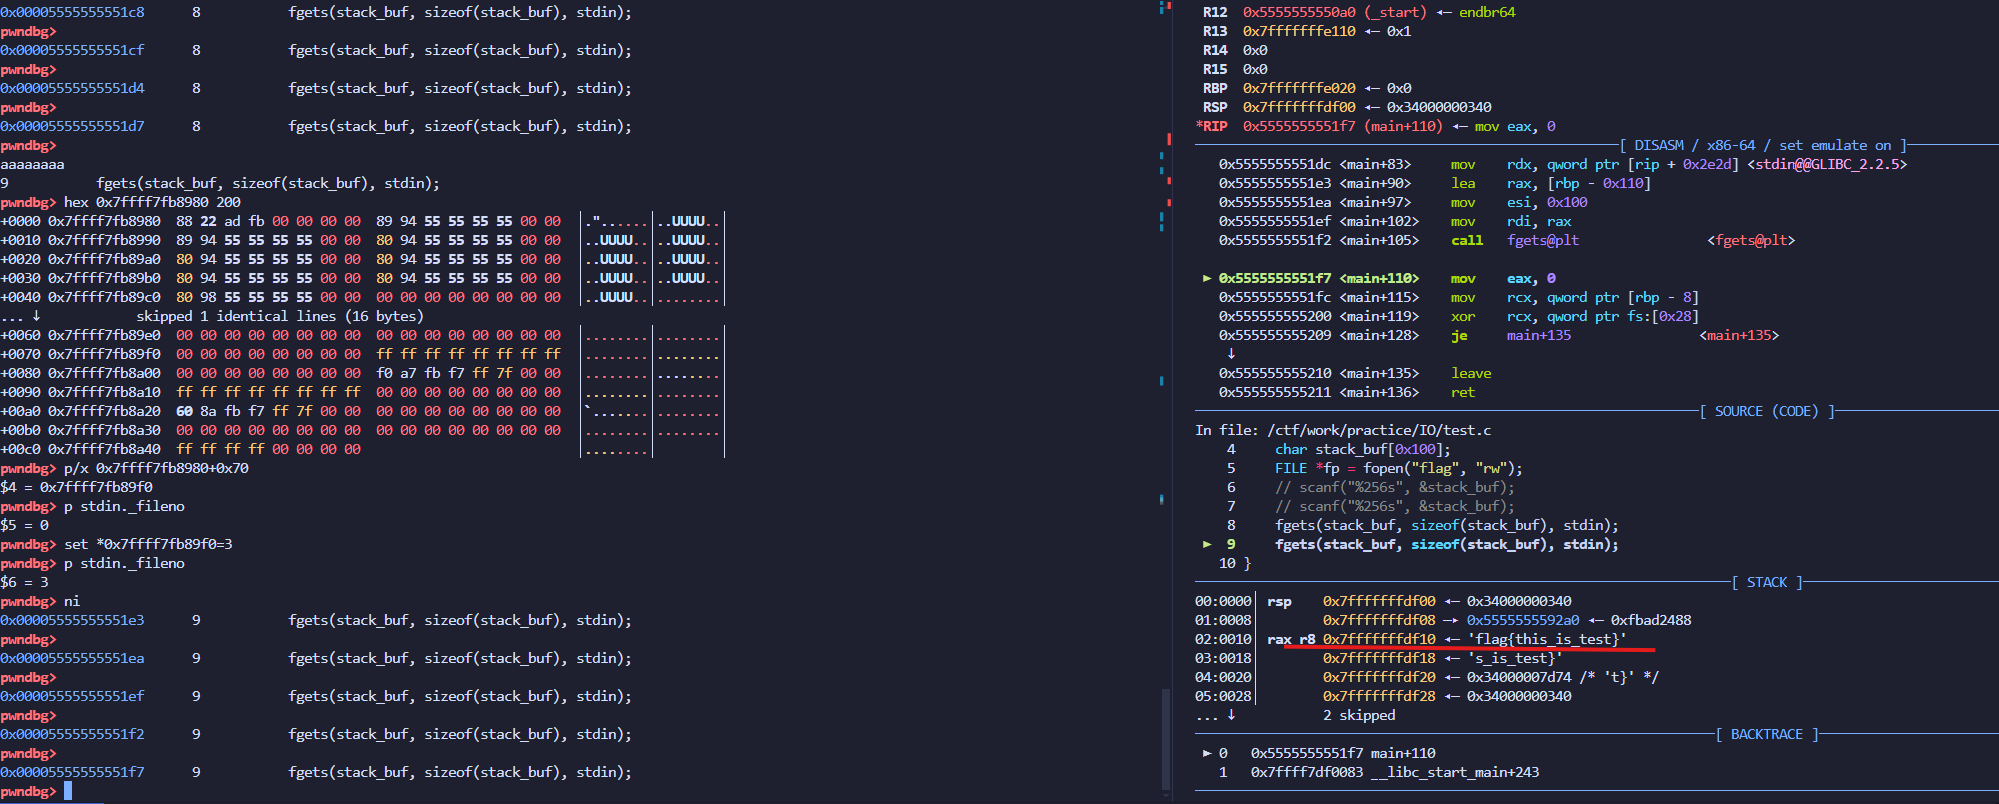 0x00005555555551c8      8           fgets(stack_buf, sizeof(stack_buf), stdin);
pwndbg>
0x00005555555551cf      8           fgets(stack_buf, sizeof(stack_buf), stdin);
pwndbg>
0x00005555555551d4      8           fgets(stack_buf, sizeof(stack_buf), stdin);
pwndbg>
0x00005555555551d7      8           fgets(stack_buf, sizeof(stack_buf), stdin);
pwndbg>
aaaaaaaa
9           fgets(stack_buf, sizeof(stack_buf), stdin);
pwndbg> hex 0x7ffff7fb8980 200
+0000 0x7ffff7fb8980  88 22 ad fb 00 00 00 00  89 94 55 55 55 55 00 00  │."......│..UUUU..│
+0010 0x7ffff7fb8990  89 94 55 55 55 55 00 00  80 94 55 55 55 55 00 00  │..UUUU..│..UUUU..│
+0020 0x7ffff7fb89a0  80 94 55 55 55 55 00 00  80 94 55 55 55 55 00 00  │..UUUU..│..UUUU..│
+0030 0x7ffff7fb89b0  80 94 55 55 55 55 00 00  80 94 55 55 55 55 00 00  │..UUUU..│..UUUU..│
+0040 0x7ffff7fb89c0  80 98 55 55 55 55 00 00  00 00 00 00 00 00 00 00  │..UUUU..│........│
... ↓            skipped 1 identical lines (16 bytes)
+0060 0x7ffff7fb89e0  00 00 00 00 00 00 00 00  00 00 00 00 00 00 00 00  │........│........│
+0070 0x7ffff7fb89f0  00 00 00 00 00 00 00 00  ff ff ff ff ff ff ff ff  │........│........│
+0080 0x7ffff7fb8a00  00 00 00 00 00 00 00 00  f0 a7 fb f7 ff 7f 00 00  │........│........│
+0090 0x7ffff7fb8a10  ff ff ff ff ff ff ff ff  00 00 00 00 00 00 00 00  │........│........│
+00a0 0x7ffff7fb8a20  60 8a fb f7 ff 7f 00 00  00 00 00 00 00 00 00 00  │`.......│........│
+00b0 0x7ffff7fb8a30  00 00 00 00 00 00 00 00  00 00 00 00 00 00 00 00  │........│........│
+00c0 0x7ffff7fb8a40  ff ff ff ff 00 00 00 00                           │........│        │
pwndbg> p/x 0x7ffff7fb8980+0x70
$4 = 0x7ffff7fb89f0
pwndbg> p stdin._fileno
$5 = 0
pwndbg> set *0x7ffff7fb89f0=3
pwndbg> p stdin._fileno
$6 = 3
pwndbg> ni
0x00005555555551e3      9           fgets(stack_buf, sizeof(stack_buf), stdin);
pwndbg>
0x00005555555551ea      9           fgets(stack_buf, sizeof(stack_buf), stdin);
pwndbg>
0x00005555555551ef      9           fgets(stack_buf, sizeof(stack_buf), stdin);
pwndbg>
0x00005555555551f2      9           fgets(stack_buf, sizeof(stack_buf), stdin);
pwndbg>
0x00005555555551f7      9           fgets(stack_buf, sizeof(stack_buf), stdin);
pwndbg>
R12  0x5555555550a0 (_start) ◂— endbr64
R13  0x7fffffffe110 ◂— 0x1
R14  0x0
R15  0x0
RBP  0x7fffffffe020 ◂— 0x0
RSP  0x7fffffffdf00 ◂— 0x34000000340
*RIP  0x5555555551f7 (main+110) ◂— mov eax, 0
[ DISASM / x86-64 / set emulate on ]
0x5555555551dc <main+83>     mov    rdx, qword ptr [rip + 0x2e2d] <stdin@@GLIBC_2.2.5>
0x5555555551e3 <main+90>     lea    rax, [rbp - 0x110]
0x5555555551ea <main+97>     mov    esi, 0x100
0x5555555551ef <main+102>    mov    rdi, rax
0x5555555551f2 <main+105>    call   fgets@plt                <fgets@plt>
► 0x5555555551f7 <main+110>    mov    eax, 0
0x5555555551fc <main+115>    mov    rcx, qword ptr [rbp - 8]
0x555555555200 <main+119>    xor    rcx, qword ptr fs:[0x28]
0x555555555209 <main+128>    je     main+135                <main+135>
↓
0x555555555210 <main+135>    leave
0x555555555211 <main+136>    ret
[ SOURCE (CODE) ]
In file: /ctf/work/practice/IO/test.c
4     char stack_buf[0x100];
5     FILE *fp = fopen("flag", "rw");
6     // scanf("%256s", &stack_buf);
7     // scanf("%256s", &stack_buf);
8     fgets(stack_buf, sizeof(stack_buf), stdin);
► 9     fgets(stack_buf, sizeof(stack_buf), stdin);
10 }
[ STACK ]
00:0000│ rsp    0x7fffffffdf00 ◂— 0x34000000340
01:0008│        0x7fffffffdf08 —▸ 0x5555555592a0 ◂— 0xfbad2488
02:0010│ rax r8 0x7fffffffdf10 ◂— 'flag{this_is_test}'
03:0018│        0x7fffffffdf18 ◂— 's_is_test}'
04:0020│        0x7fffffffdf20 ◂— 0x34000007d74 /* 't}' */
05:0028│        0x7fffffffdf28 ◂— 0x34000000340
... ↓           2 skipped
[ BACKTRACE ]
► 0   0x5555555551f7 main+110
1   0x7ffff7df0083 __libc_start_main+243